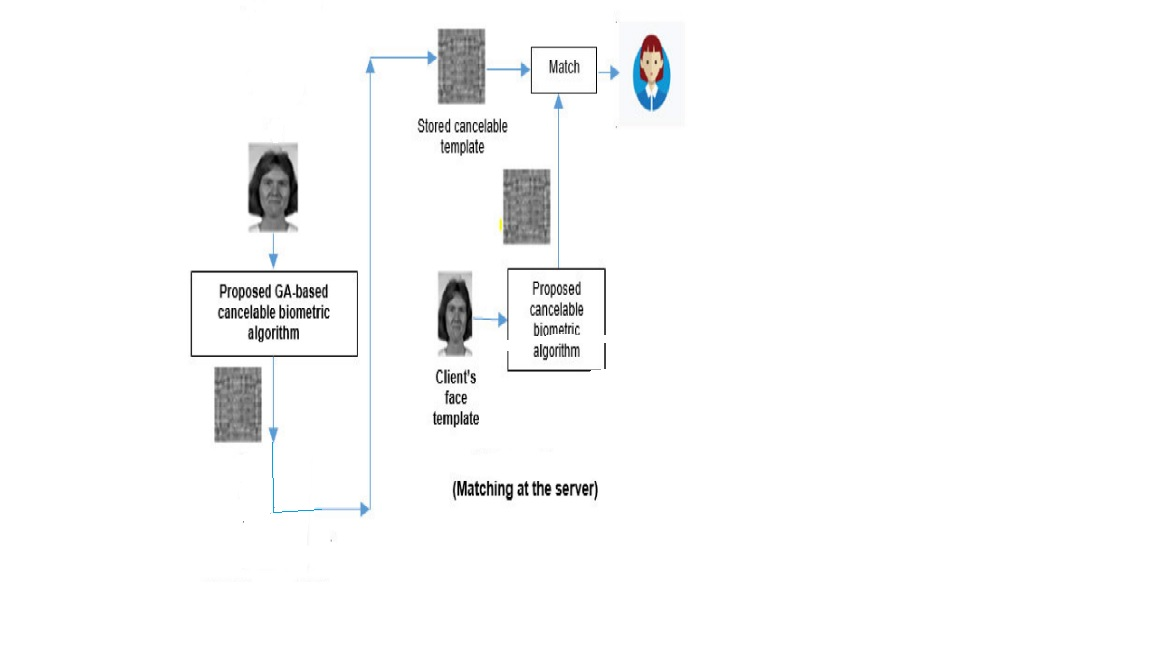 Match
Stored cancelable
template
Proposed GA-based
cancelable biometric
algorithm
Proposed
cancelable
biometric
algorithm
Client's
face
template
(Matching at the server)